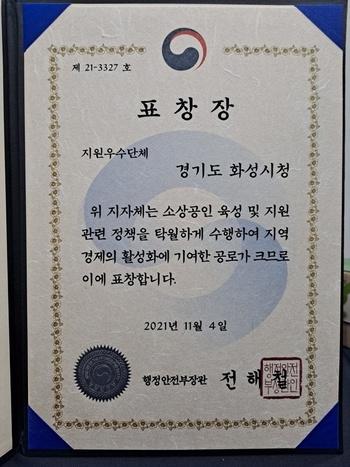 제 21-3327 호
표 창 장
지원우수단체
경기도 화성시청
위 지자체는 소상공인 육성 및 지원
관련 정책을 탁월하게 수행하여 지역
경제의 활성화에 기여한 공로가 크므로
이에 표창합니다.
2021년 11월 4일
행정안전부장관 전 해 철